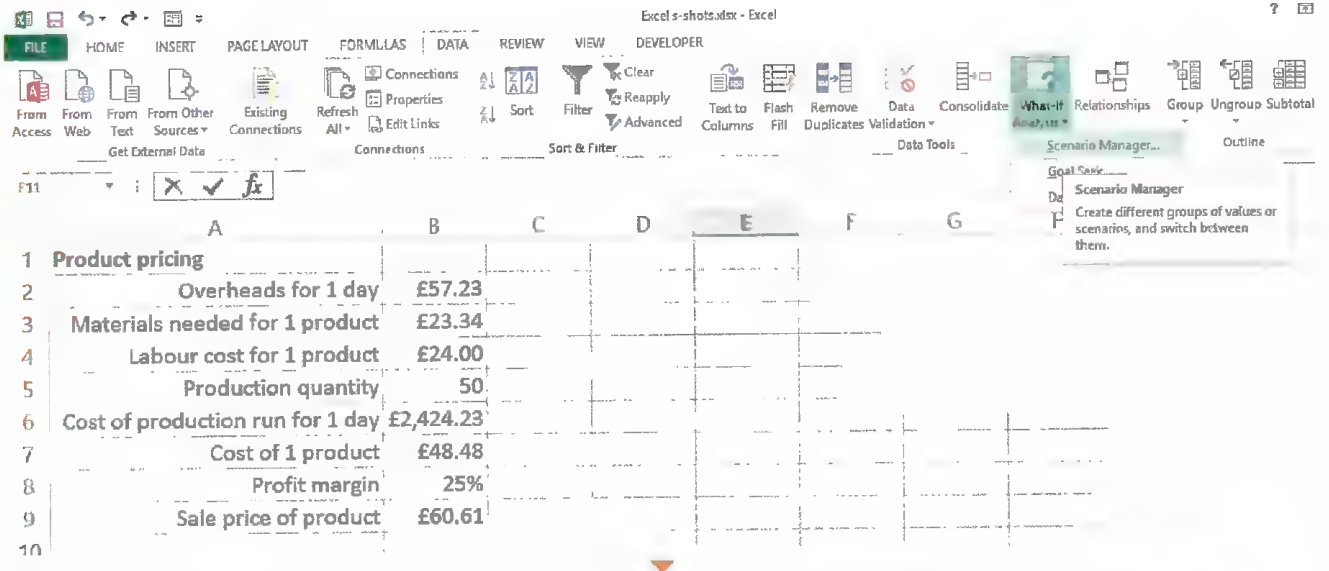 Excel s-shots.xlsx - Excel
?
FILE HOME INSERT PAGE LAYOUT FORMULAS DATA REVIEW VIEW DEVELOPER
From Access
From Web
From Text
From Other Sources
Get External Data
Existing Connections
Refresh All
Connections
Properties
Edit Links
Connections
Sort
Filter
Clear
Reapply
Advanced
Sort & Filter
Text to Columns
Flash Fill
Remove Duplicates
Data Validation
Consolidate
What-If Analysis
Relationships
Data Tools
Group
Ungroup
Subtotal
Outline
Scenario Manager...
Goal Seek...
Da
Scenario Manager
Create different groups of values or
scenarios, and switch between
them.
F11 fx
A B C D E F G
1 Product pricing
2 Overheads for 1 day £57.23
3 Materials needed for 1 product £23.34
4 Labour cost for 1 product £24.00
5 Production quantity 50
6 Cost of production run for 1 day £2,424.23
7 Cost of 1 product £48.48
8 Profit margin 25%
9 Sale price of product £60.61
10